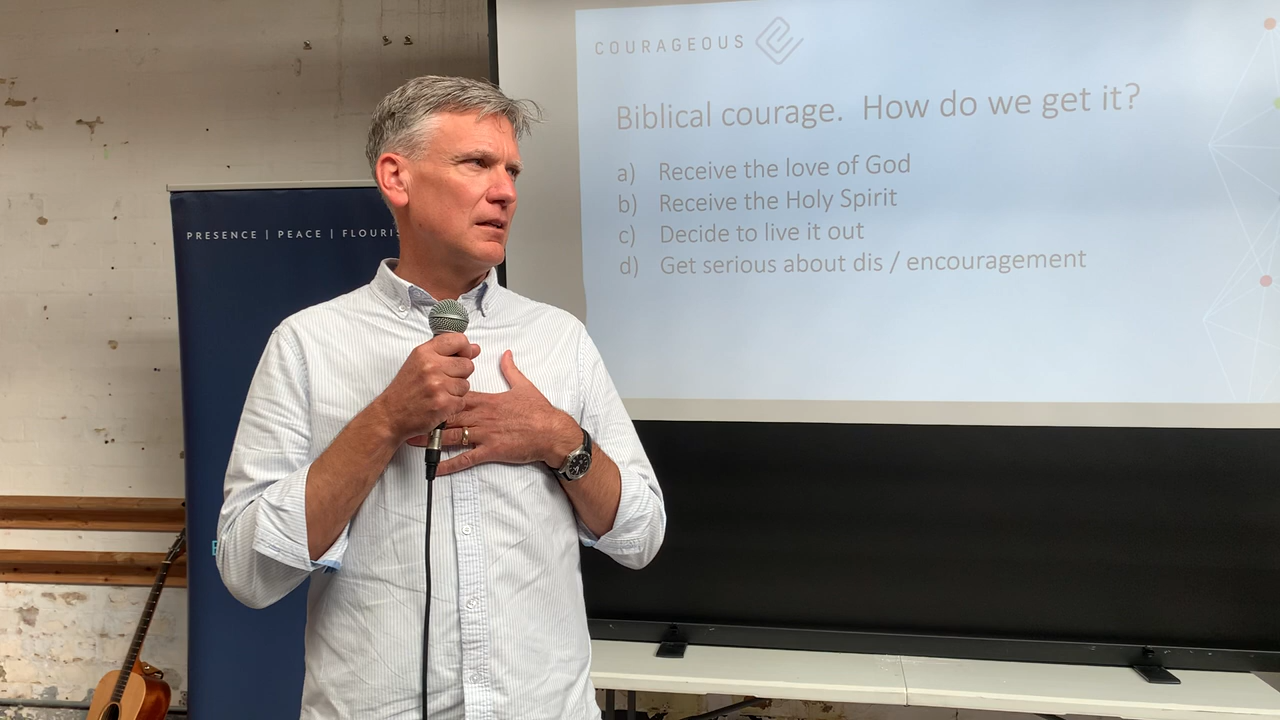 COURAGEOUS
Biblical courage. How do we get it?
a) Receive the love of God
b) Receive the Holy Spirit
c) Decide to live it out
d) Get serious about dis / encouragement
PRESENCE | PEACE |